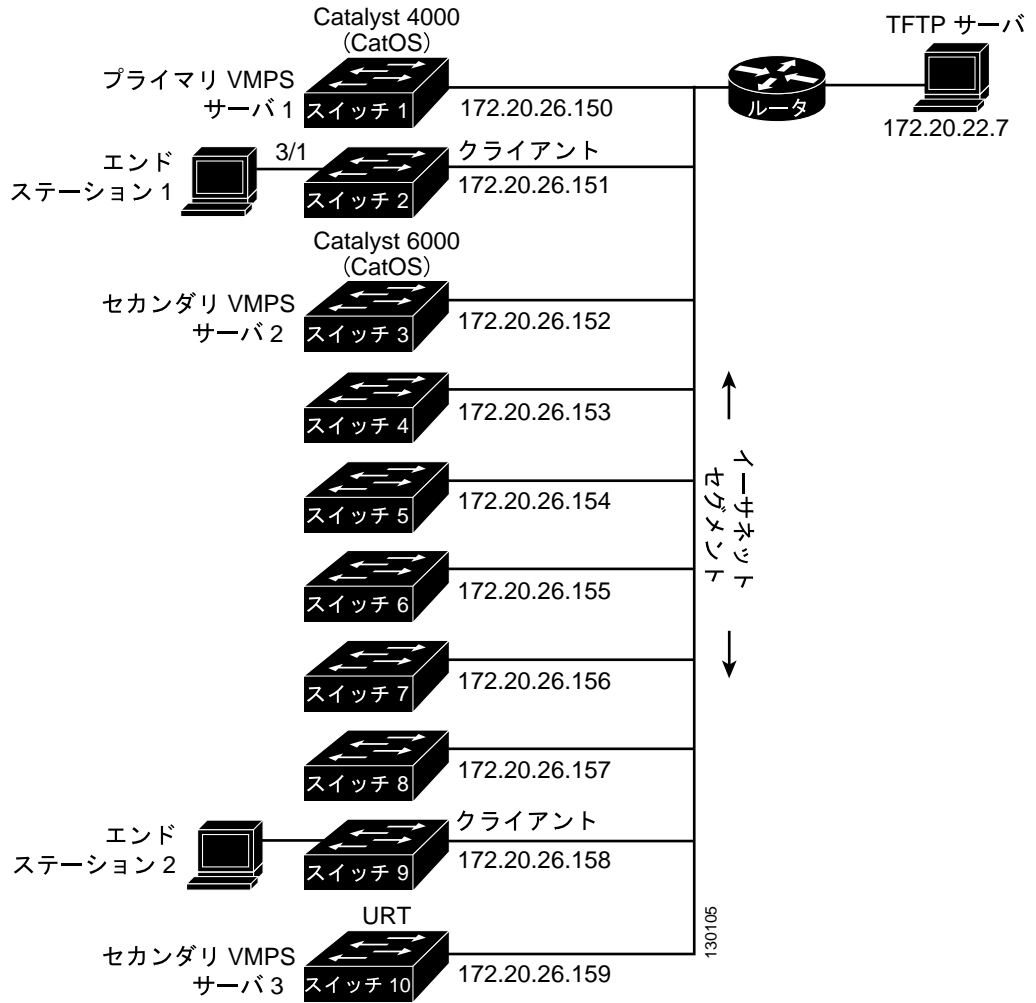 Catalyst 4000
（CatOS）
プライマリ VMPS
サーバ 1
スイッチ 1
172.20.26.150
ルータ
TFTP サーバ
172.20.22.7
エンド
ステーション 1
3/1
スイッチ 2
クライアント
172.20.26.151
Catalyst 6000
（CatOS）
セカンダリ VMPS
サーバ 2
スイッチ 3
172.20.26.152
スイッチ 4
172.20.26.153
スイッチ 5
172.20.26.154
イーサネット
セグメント
スイッチ 6
172.20.26.155
スイッチ 7
172.20.26.156
スイッチ 8
172.20.26.157
エンド
ステーション 2
スイッチ 9
クライアント
172.20.26.158
URT
セカンダリ VMPS
サーバ 3
スイッチ 10
172.20.26.159
130105